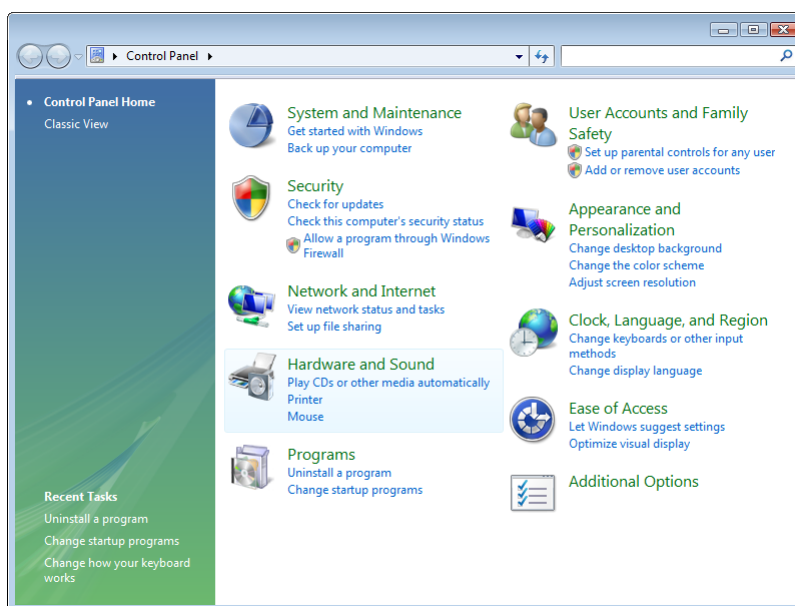 Control Panel
Control Panel Home
Classic View
Recent Tasks
Uninstall a program
Change startup programs
Change how your keyboard
works
System and Maintenance
Get started with Windows
Back up your computer
Security
Check for updates
Check this computer's security status
Allow a program through Windows
Firewall
Network and Internet
View network status and tasks
Set up file sharing
Hardware and Sound
Play CDs or other media automatically
Printer
Mouse
Programs
Uninstall a program
Change startup programs
User Accounts and Family
Safety
Set up parental controls for any user
Add or remove user accounts
Appearance and
Personalization
Change desktop background
Change the color scheme
Adjust screen resolution
Clock, Language, and Region
Change keyboards or other input
methods
Change display language
Ease of Access
Let Windows suggest settings
Optimize visual display
Additional Options